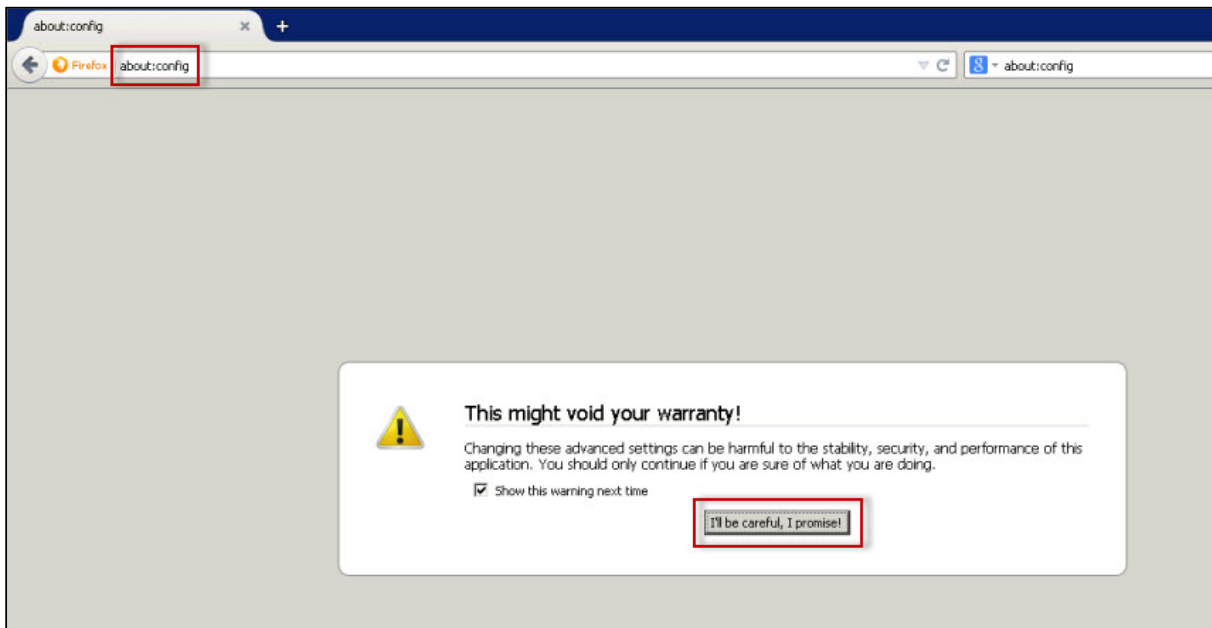 about:config
Firefox about:config
8 about:config
This might void your warranty!
Changing these advanced settings can be harmful to the stability, security, and performance of this
application. You should only continue if you are sure of what you are doing.
Show this warning next time
I'll be careful, I promise!